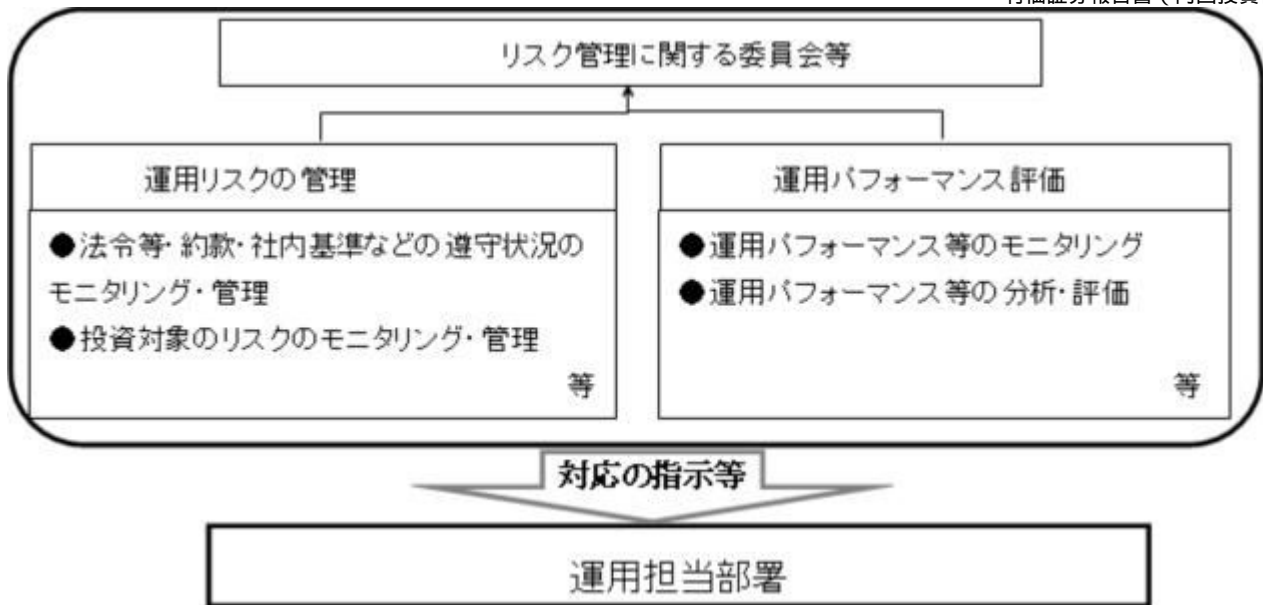 リスク管理に関する委員会等
運用リスクの管理
●法令等・約款・社内基準などの遵守状況の
モニタリング・管理
●投資対象のリスクのモニタリング・管理
等
運用パフォーマンス評価
●運用パフォーマンス等のモニタリング
●運用パフォーマンス等の分析・評価
等
対応の指示等
運用担当部署